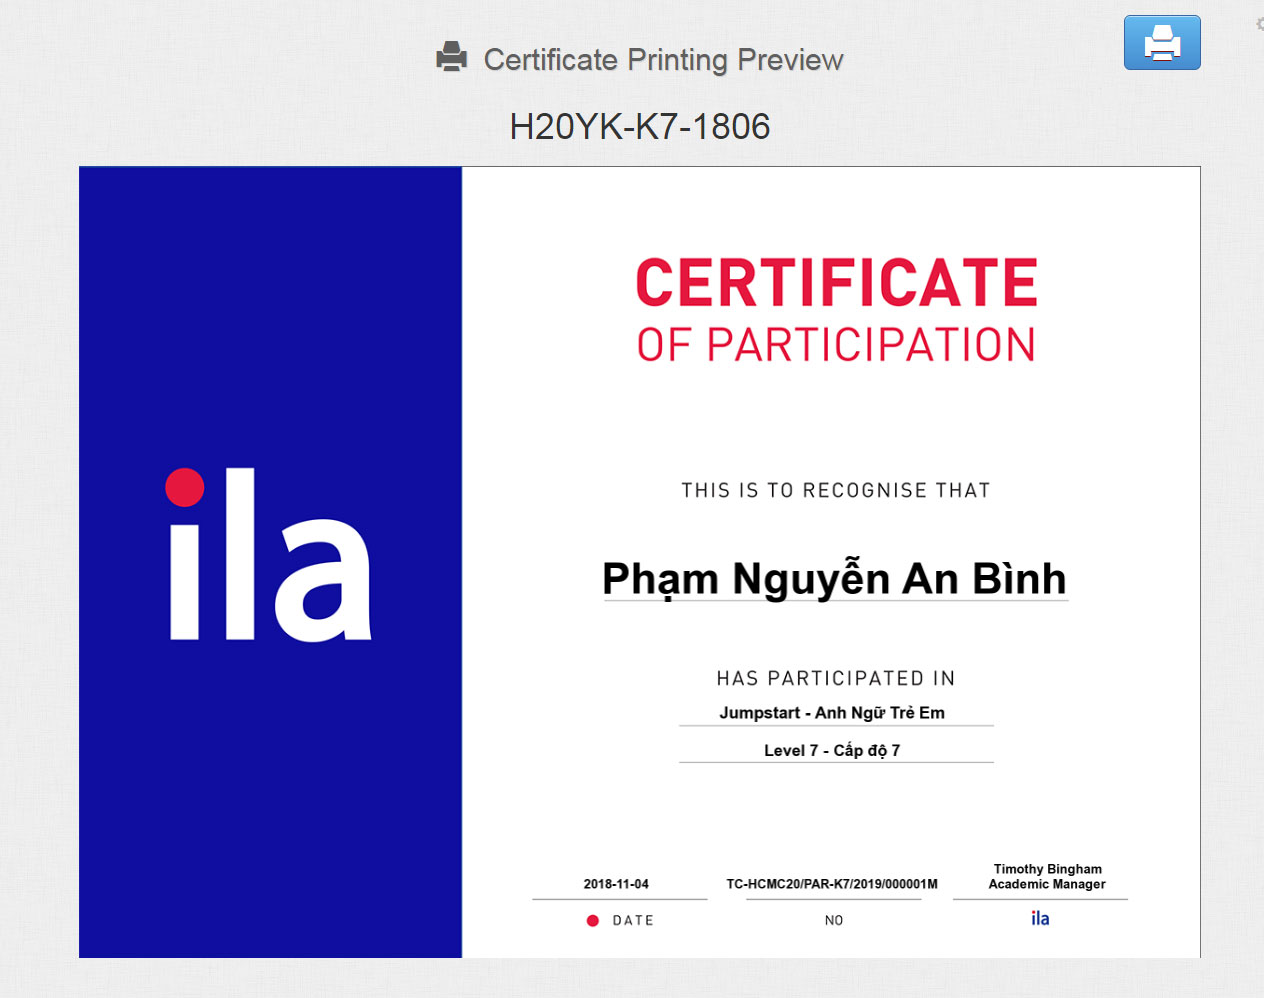 Certificate Printing Preview
H20YK-K7-1806
CERTIFICATE
OF PARTICIPATION
ila
THIS IS TO RECOGNISE THAT
Phạm Nguyễn An Bình
HAS PARTICIPATED IN
Jumpstart - Anh Ngữ Trẻ Em
Level 7 - Cấp độ 7
2018-11-04
DATE
TC-HCMC20/PAR-K7/2019/000001M
NO
Timothy Bingham
Academic Manager
ila